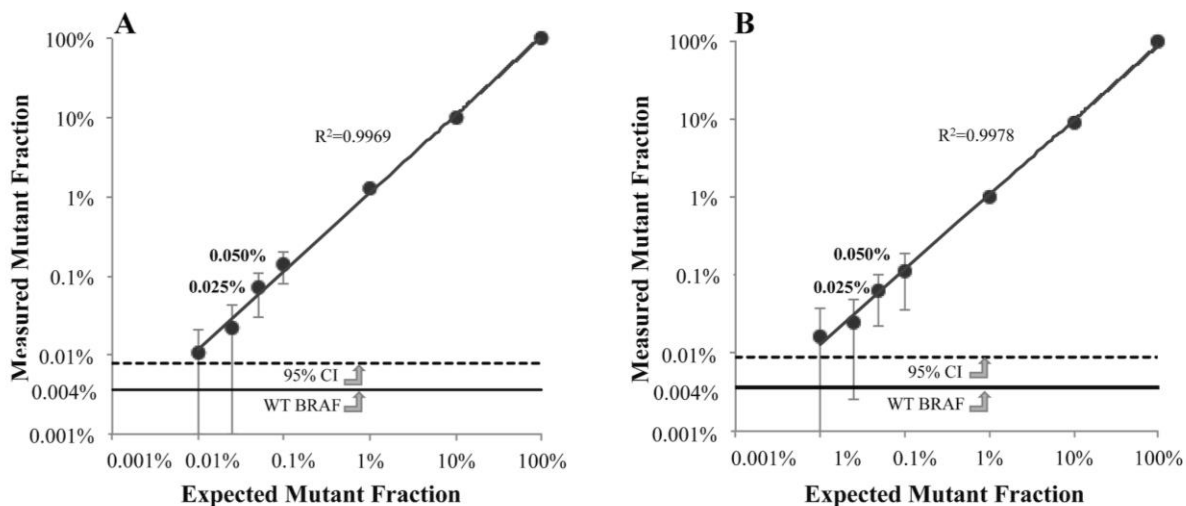 A
Measured Mutant Fraction
100%
10%
1%
0.1%
0.01%
0.004%
0.001%
R²=0.9969
0.050%
0.025%
95% CI
WT BRAF
0.001% 0.01% 0.1% 1% 10% 100%
Expected Mutant Fraction
B
Measured Mutant Fraction
100%
10%
1%
0.1%
0.01%
0.004%
0.001%
R²=0.9978
0.050%
0.025%
95% CI
WT BRAF
0.001% 1% 0.1% 1% 10% 100%
Expected Mutant Fraction